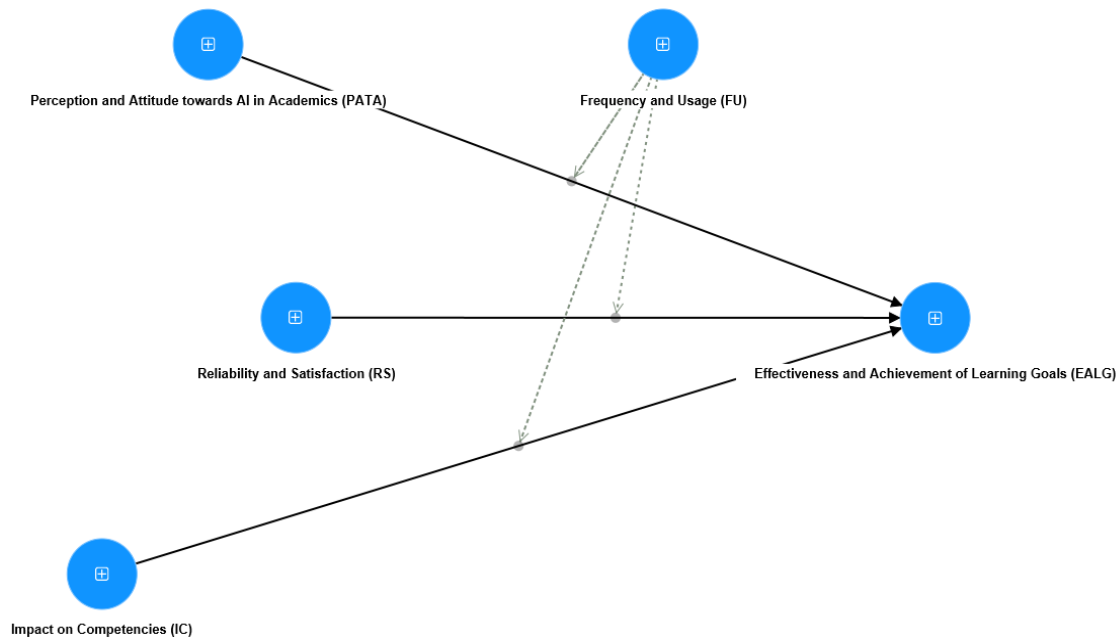 Perception and Attitude towards AI in Academics (PATA)
Frequency and Usage (FU)
Reliability and Satisfaction (RS)
Effectiveness and Achievement of Learning Goals (EALG)
Impact on Competencies (IC)